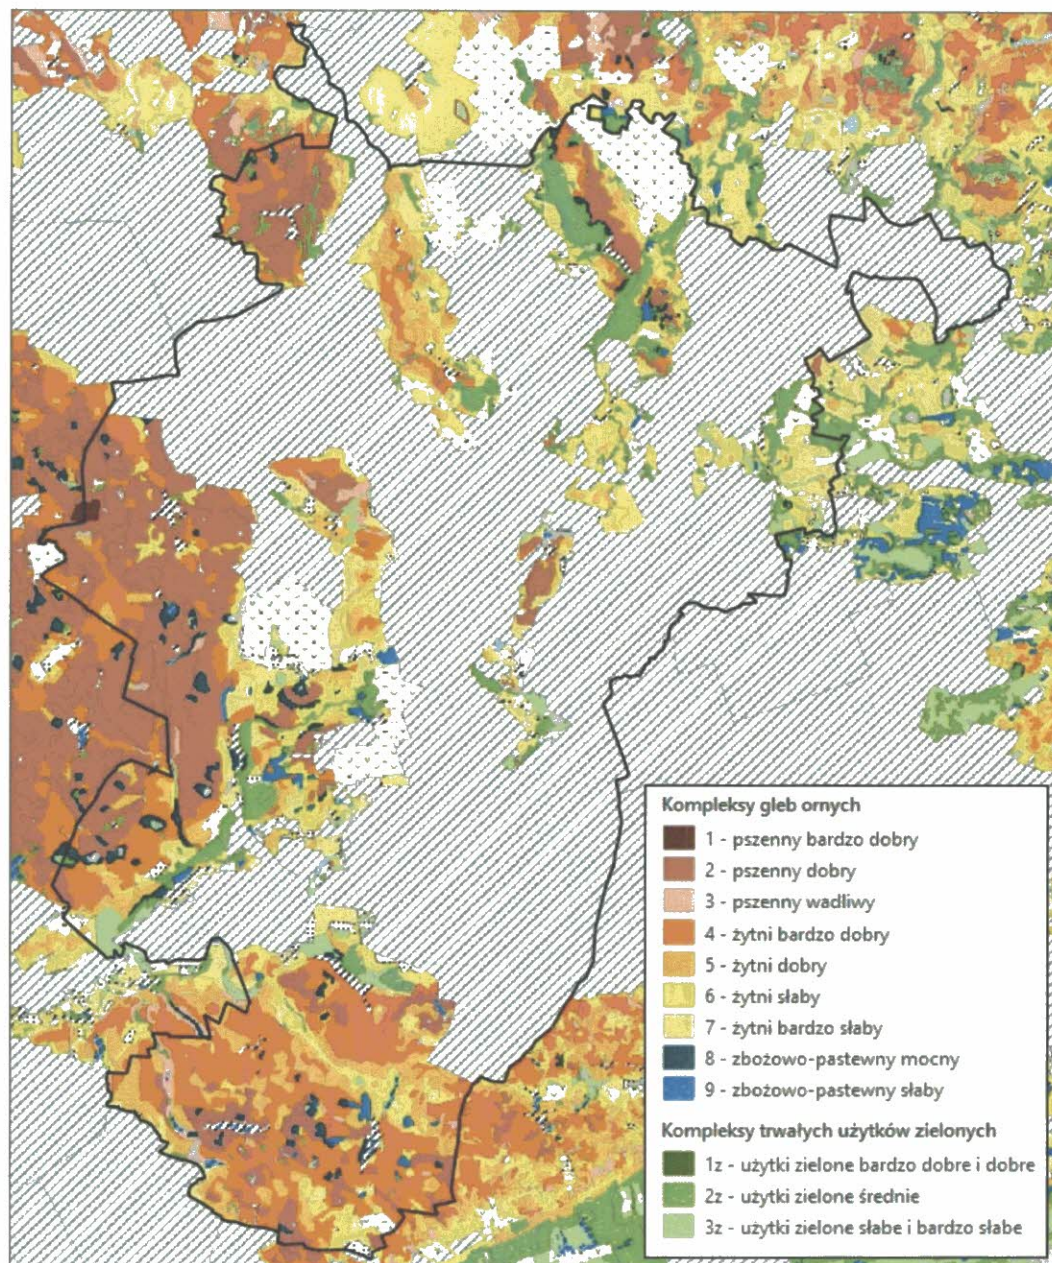 Kompleksy gleb ornych
1 - pszenny bardzo dobry
2 - pszenny dobry
3 - pszenny wadliwy
4 - żytni bardzo dobry
5 - żytni dobry
6 - żytni słaby
7 - żytni bardzo słaby
8 - zbożowo-pastewny mocny
9 - zbożowo-pastewny słaby
Kompleksy trwałych użytków zielonych
1z - użytki zielone bardzo dobre i dobre
2z - użytki zielone średnie
3z - użytki zielone słabe i bardzo słabe